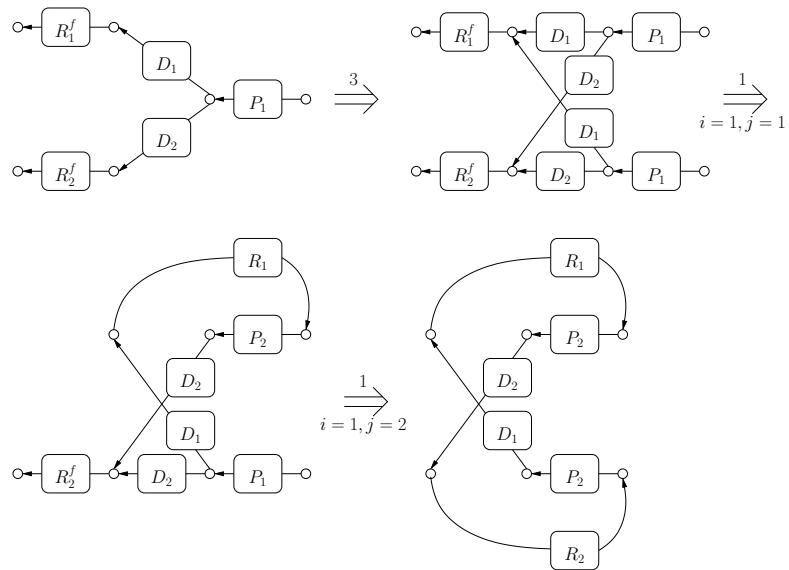 R_1^f
D_1
P_1
D_2
R_2^f
3
R_1^f D_1 P_1
D_2
D_1
R_2^f D_2 P_1
1
i = 1, j = 1
R_1
P_2
D_2
D_1
R_2^f D_2 P_1
1
i = 1, j = 2
R_1
P_2
D_2
D_1
P_2
R_2